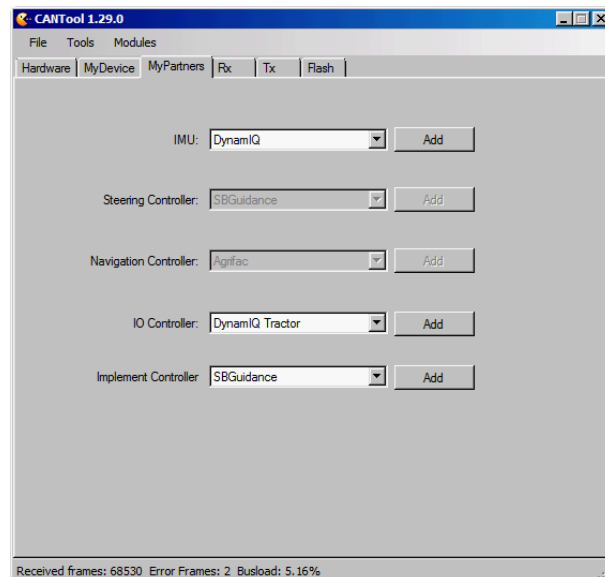 CANTool 1.29.0
File Tools Modules
Hardware MyDevice MyPartners Rx Tx Flash
IMU: DynamIQ Add
Steering Controller: SBGuidance Add
Navigation Controller: Agrifac Add
IO Controller: DynamIQ Tractor Add
Implement Controller SBGuidance Add
Received frames: 68530 Error Frames: 2 Busload: 5.16%